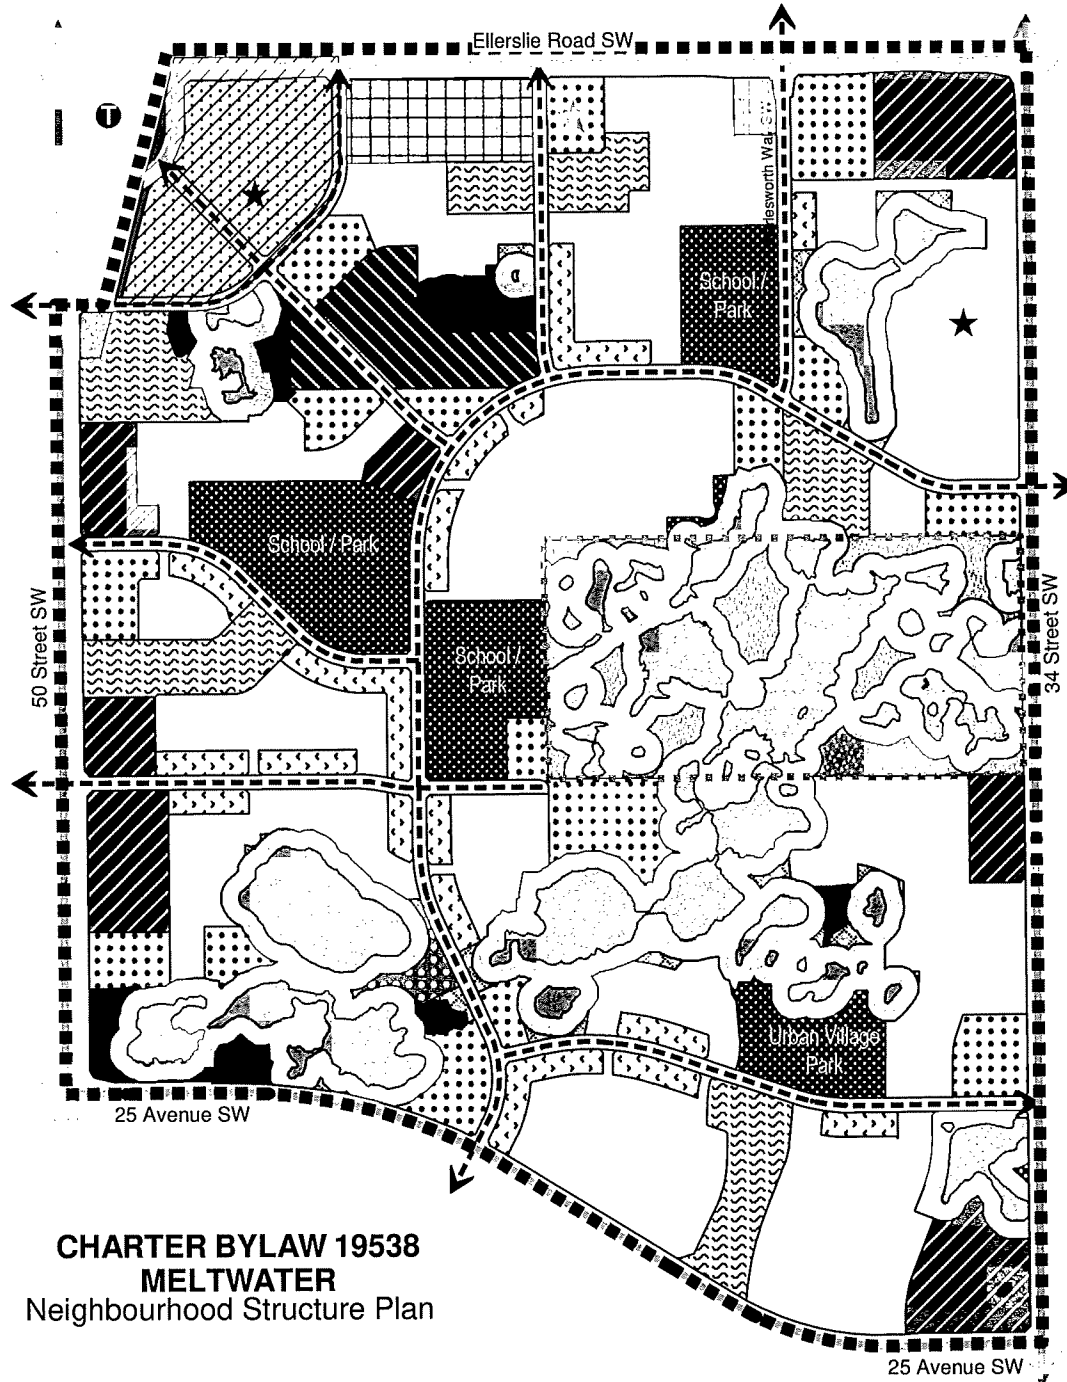 Ellerslie Road SW
T
School /
Park
School / Park
School /
Park
50 Street SW
34 Street SW
Urban Village
Park
25 Avenue SW
CHARTER BYLAW 19538
MELTWATER
Neighbourhood Structure Plan
25 Avenue SW